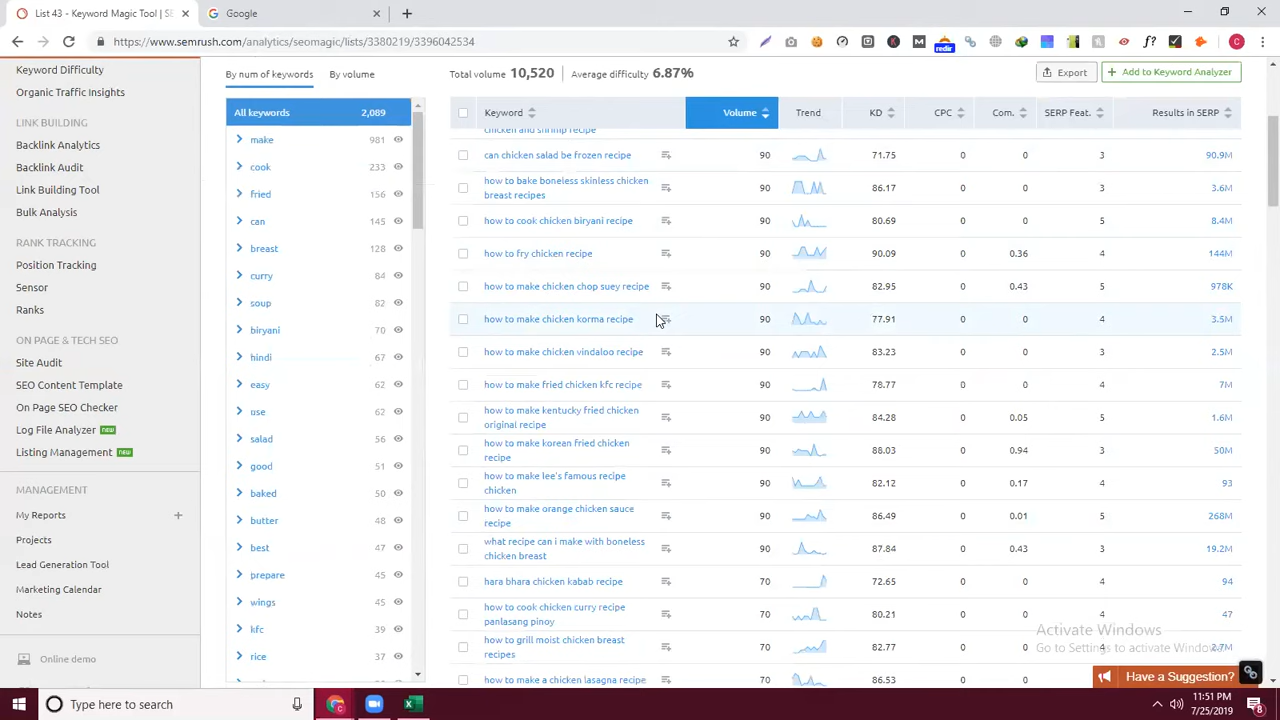 List 43 - Keyword Magic Tool | SE
Google
https://www.semrush.com/analytics/seomagic/lists/3380219/3396042534
redir
Keyword Difficulty
Organic Traffic Insights
LINK BUILDING
Backlink Analytics
Backlink Audit
Link Building Tool
Bulk Analysis
RANK TRACKING
Position Tracking
Sensor
Ranks
ON PAGE & TECH SEO
Site Audit
SEO Content Template
On Page SEO Checker
Log File Analyzer NEW
Listing Management NEW
MANAGEMENT
My Reports +
Projects
Lead Generation Tool
Marketing Calendar
Notes
Online demo
By num of keywords By volume
All keywords 2,089
make 981
cook 233
fried 156
can 145
breast 128
curry 84
soup 82
biryani 70
hindi 67
easy 62
use 62
salad 56
good 51
baked 50
butter 48
best 47
prepare 45
wings 45
kfc 39
rice 37
Total volume 10,520 Average difficulty 6.87%
Export
+ Add to Keyword Analyzer
Keyword Volume Trend KD CPC Com. SERP Feat. Results in SERP
chicken and shrimp recipe
can chicken salad be frozen recipe 90 71.75 0 0 3 90.9M
how to bake boneless skinless chicken
breast recipes 90 86.17 0 0 3 3.6M
how to cook chicken biryani recipe 90 80.69 0 0 5 8.4M
how to fry chicken recipe 90 90.09 0 0.36 4 144M
how to make chicken chop suey recipe 90 82.95 0 0.43 5 978K
how to make chicken korma recipe 90 77.91 0 0 4 3.5M
how to make chicken vindaloo recipe 90 83.23 0 0 3 2.5M
how to make fried chicken kfc recipe 90 78.77 0 0 4 7M
how to make kentucky fried chicken
original recipe 90 84.28 0 0.05 5 1.6M
how to make korean fried chicken
recipe 90 88.03 0 0.94 3 50M
how to make lee's famous recipe
chicken 90 82.12 0 0.17 4 93
how to make orange chicken sauce
recipe 90 86.49 0 0.01 5 268M
what recipe can i make with boneless
chicken breast 90 87.84 0 0.43 3 19.2M
hara bhara chicken kabab recipe 70 72.65 0 0 4 94
how to cook chicken curry recipe
panlasang pinoy 70 80.21 0 0 4 47
how to grill moist chicken breast
recipes 70 82.77 0 0 4 2.7M
how to make a chicken lasagna recipe 70 86.53 0 0
Activate Windows
Go to Settings to activate Windows.
Have a Suggestion?
Type here to search
11:51 PM
7/25/2019
8